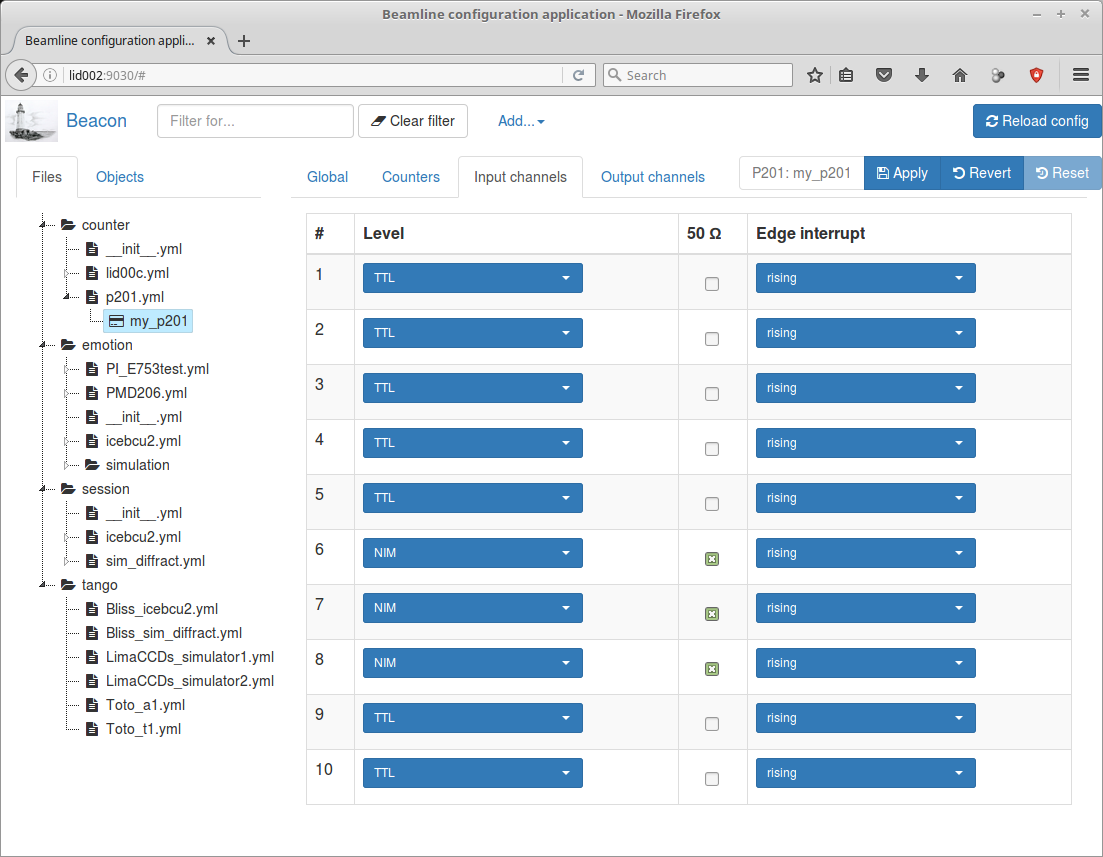 Beamline configuration application - Mozilla Firefox
Beamline configuration appli...
lid002:9030/#
Search
Beacon
Filter for...
Clear filter
Add...
Reload config
Files
Objects
Global
Counters
Input channels
Output channels
P201: my_p201
Apply
Revert
Reset
counter
__init__.yml
lid00c.yml
p201.yml
my_p201
emotion
PI_E753test.yml
PMD206.yml
__init__.yml
icebcu2.yml
simulation
session
__init__.yml
icebcu2.yml
sim_diffract.yml
tango
Bliss_icebcu2.yml
Bliss_sim_diffract.yml
LimaCCDs_simulator1.yml
LimaCCDs_simulator2.yml
Toto_a1.yml
Toto_t1.yml
# Level 50 Ω Edge interrupt
1 TTL rising
2 TTL rising
3 TTL rising
4 TTL rising
5 TTL rising
6 NIM rising
7 NIM rising
8 NIM rising
9 TTL rising
10 TTL rising